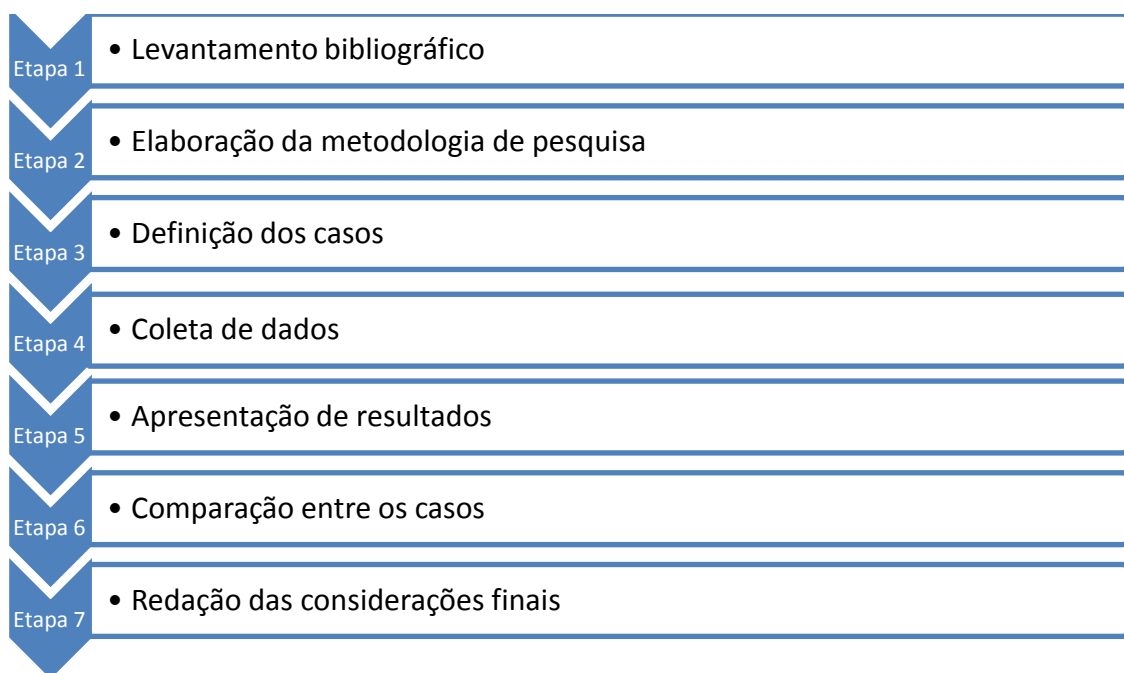 Etapa 1
• Levantamento bibliográfico
Etapa 2
• Elaboração da metodologia de pesquisa
Etapa 3
• Definição dos casos
Etapa 4
• Coleta de dados
Etapa 5
• Apresentação de resultados
Etapa 6
• Comparação entre os casos
Etapa 7
• Redação das considerações finais